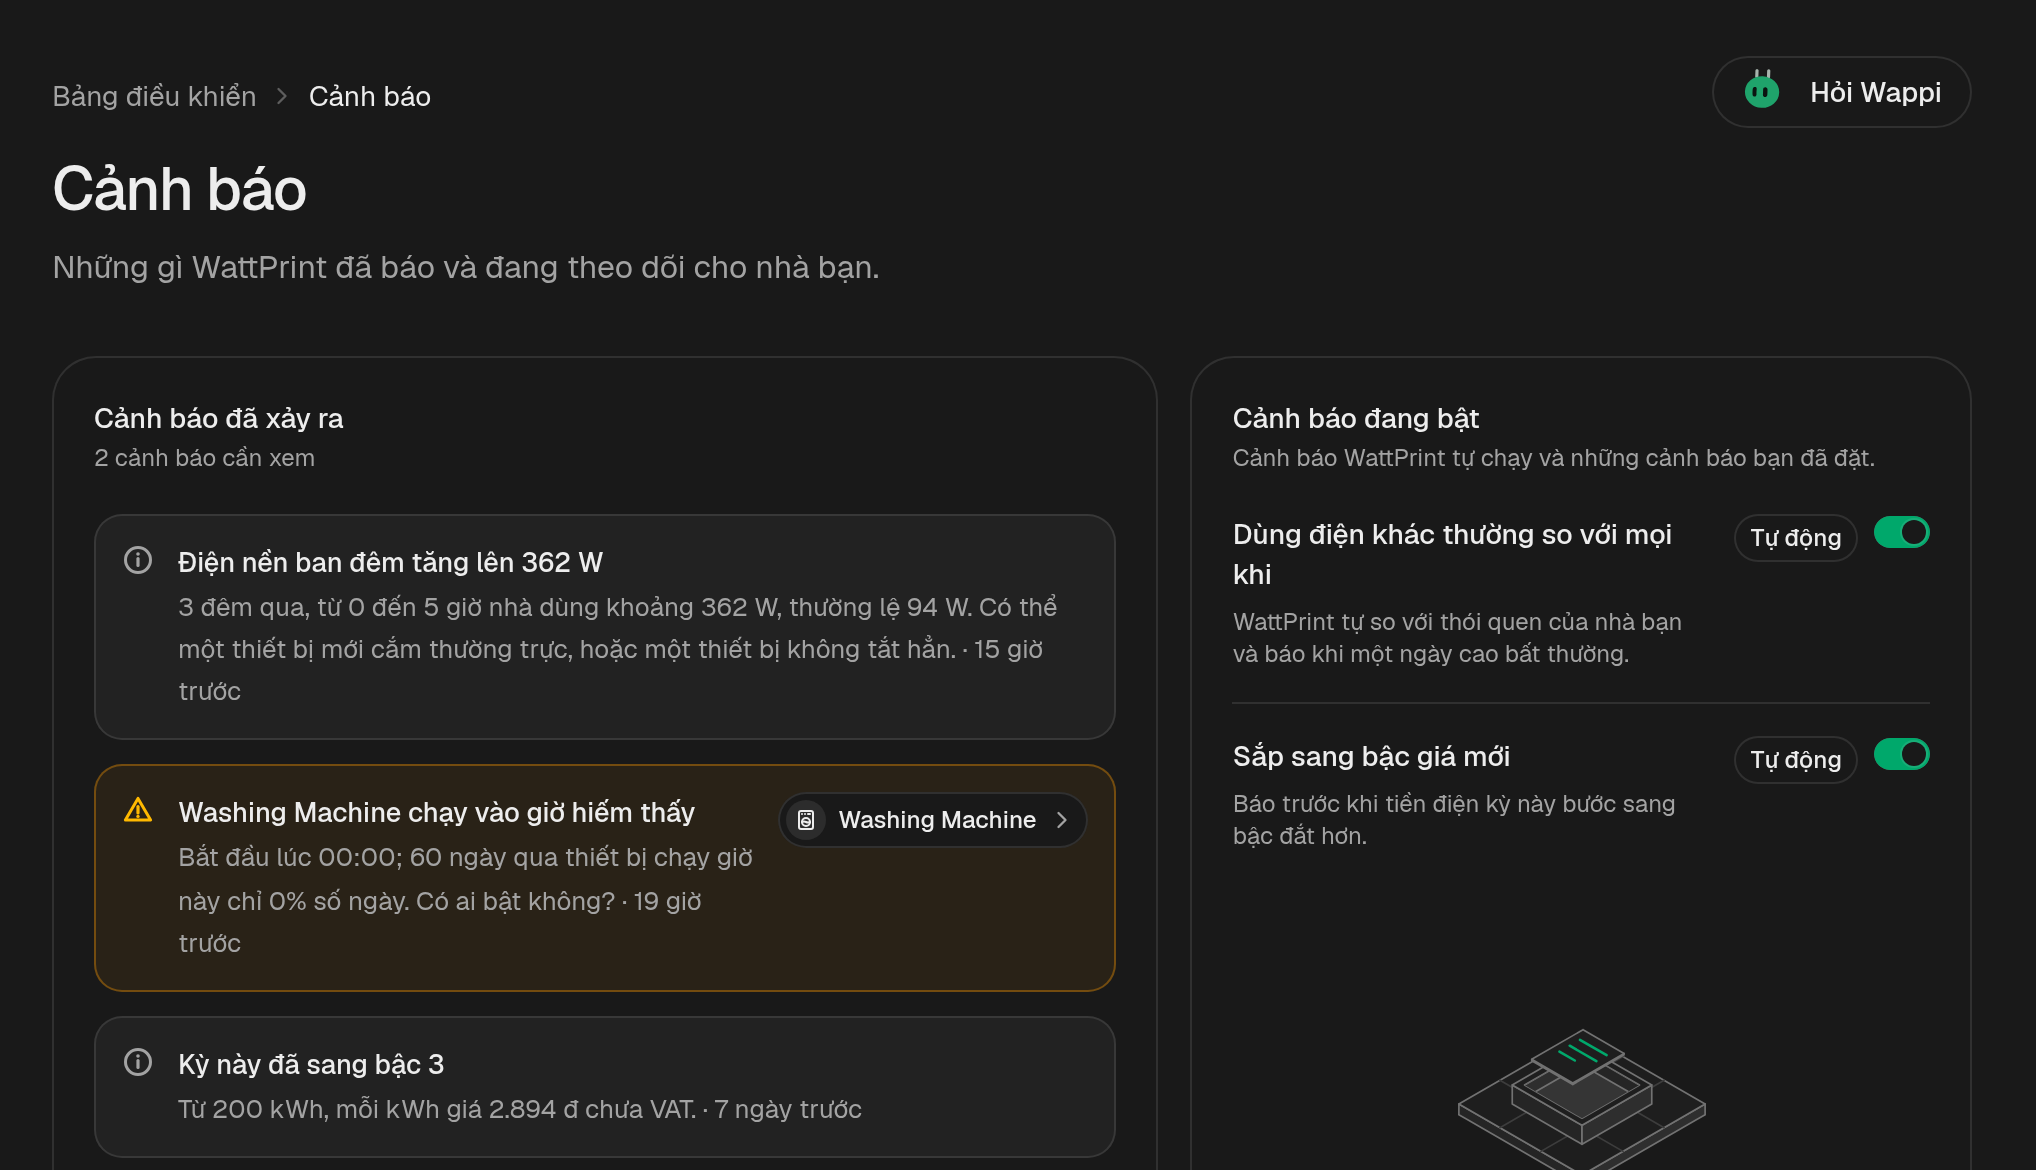 Bảng điều khiển > Cảnh báo
Hỏi Wappi
Cảnh báo
Những gì WattPrint đã báo và đang theo dõi cho nhà bạn.
Cảnh báo đã xảy ra
2 cảnh báo cần xem
Điện nền ban đêm tăng lên 362 W
3 đêm qua, từ 0 đến 5 giờ nhà dùng khoảng 362 W, thường lệ 94 W. Có thể
một thiết bị mới cắm thường trực, hoặc một thiết bị không tắt hẳn. · 15 giờ
trước
Washing Machine chạy vào giờ hiếm thấy
Washing Machine
Bắt đầu lúc 00:00; 60 ngày qua thiết bị chạy giờ
này chỉ 0% số ngày. Có ai bật không? · 19 giờ
trước
Kỳ này đã sang bậc 3
Từ 200 kWh, mỗi kWh giá 2.894 đ chưa VAT. · 7 ngày trước
Cảnh báo đang bật
Cảnh báo WattPrint tự chạy và những cảnh báo bạn đã đặt.
Dùng điện khác thường so với mọi
khi
Tự động
WattPrint tự so với thói quen của nhà bạn
và báo khi một ngày cao bất thường.
Sắp sang bậc giá mới
Tự động
Báo trước khi tiền điện kỳ này bước sang
bậc đắt hơn.